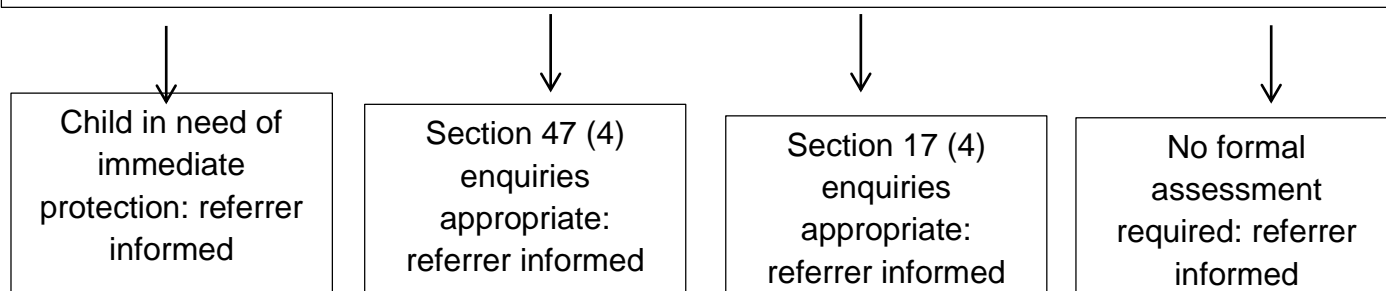 Child in need of
immediate
protection: referrer
informed
Section 47 (4)
enquiries
appropriate:
referrer informed
Section 17 (4)
enquiries
appropriate:
referrer informed
No formal
assessment
required: referrer
informed